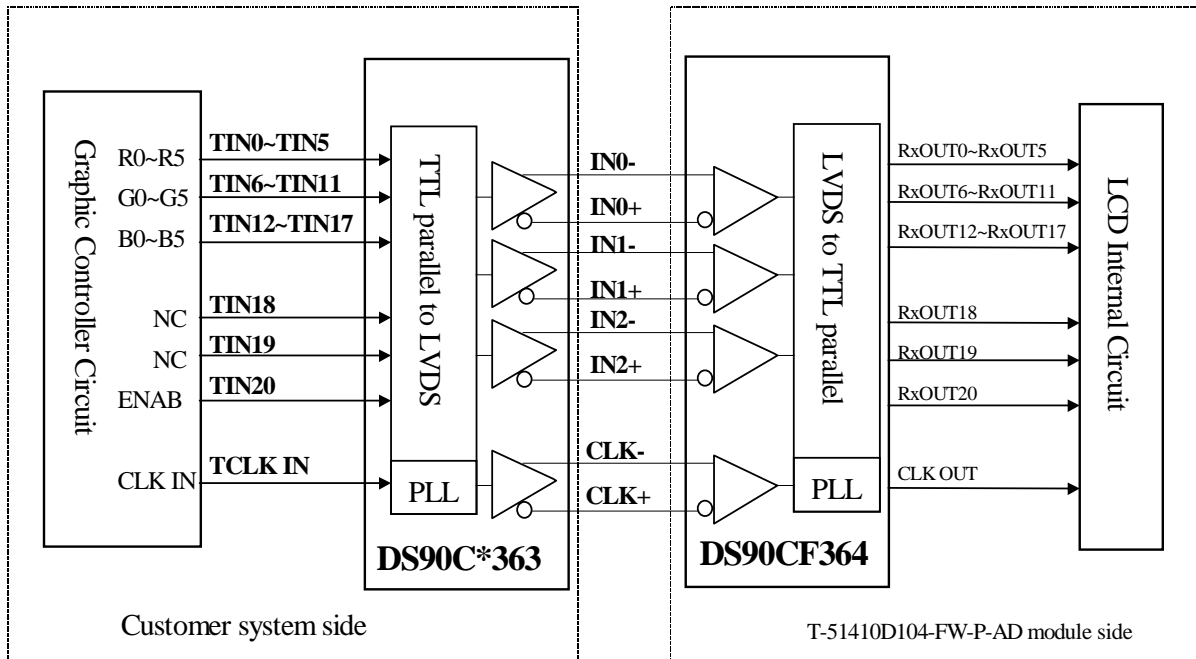 Graphic Controller Circuit
R0~R5
G0~G5
B0~B5
NC
NC
ENAB
CLK IN
TIN0~TIN5
TIN6~TIN11
TIN12~TIN17
TIN18
TIN19
TIN20
TCLK IN
TTL parallel to LVDS
PLL
DS90C*363
IN0-
IN0+
IN1-
IN1+
IN2-
IN2+
CLK-
CLK+
LVDS to TTL parallel
PLL
DS90CF364
RxOUT0~RxOUT5
RxOUT6~RxOUT11
RxOUT12~RxOUT17
RxOUT18
RxOUT19
RxOUT20
CLK OUT
LCD Internal Circuit
Customer system side
T-51410D104-FW-P-AD module side